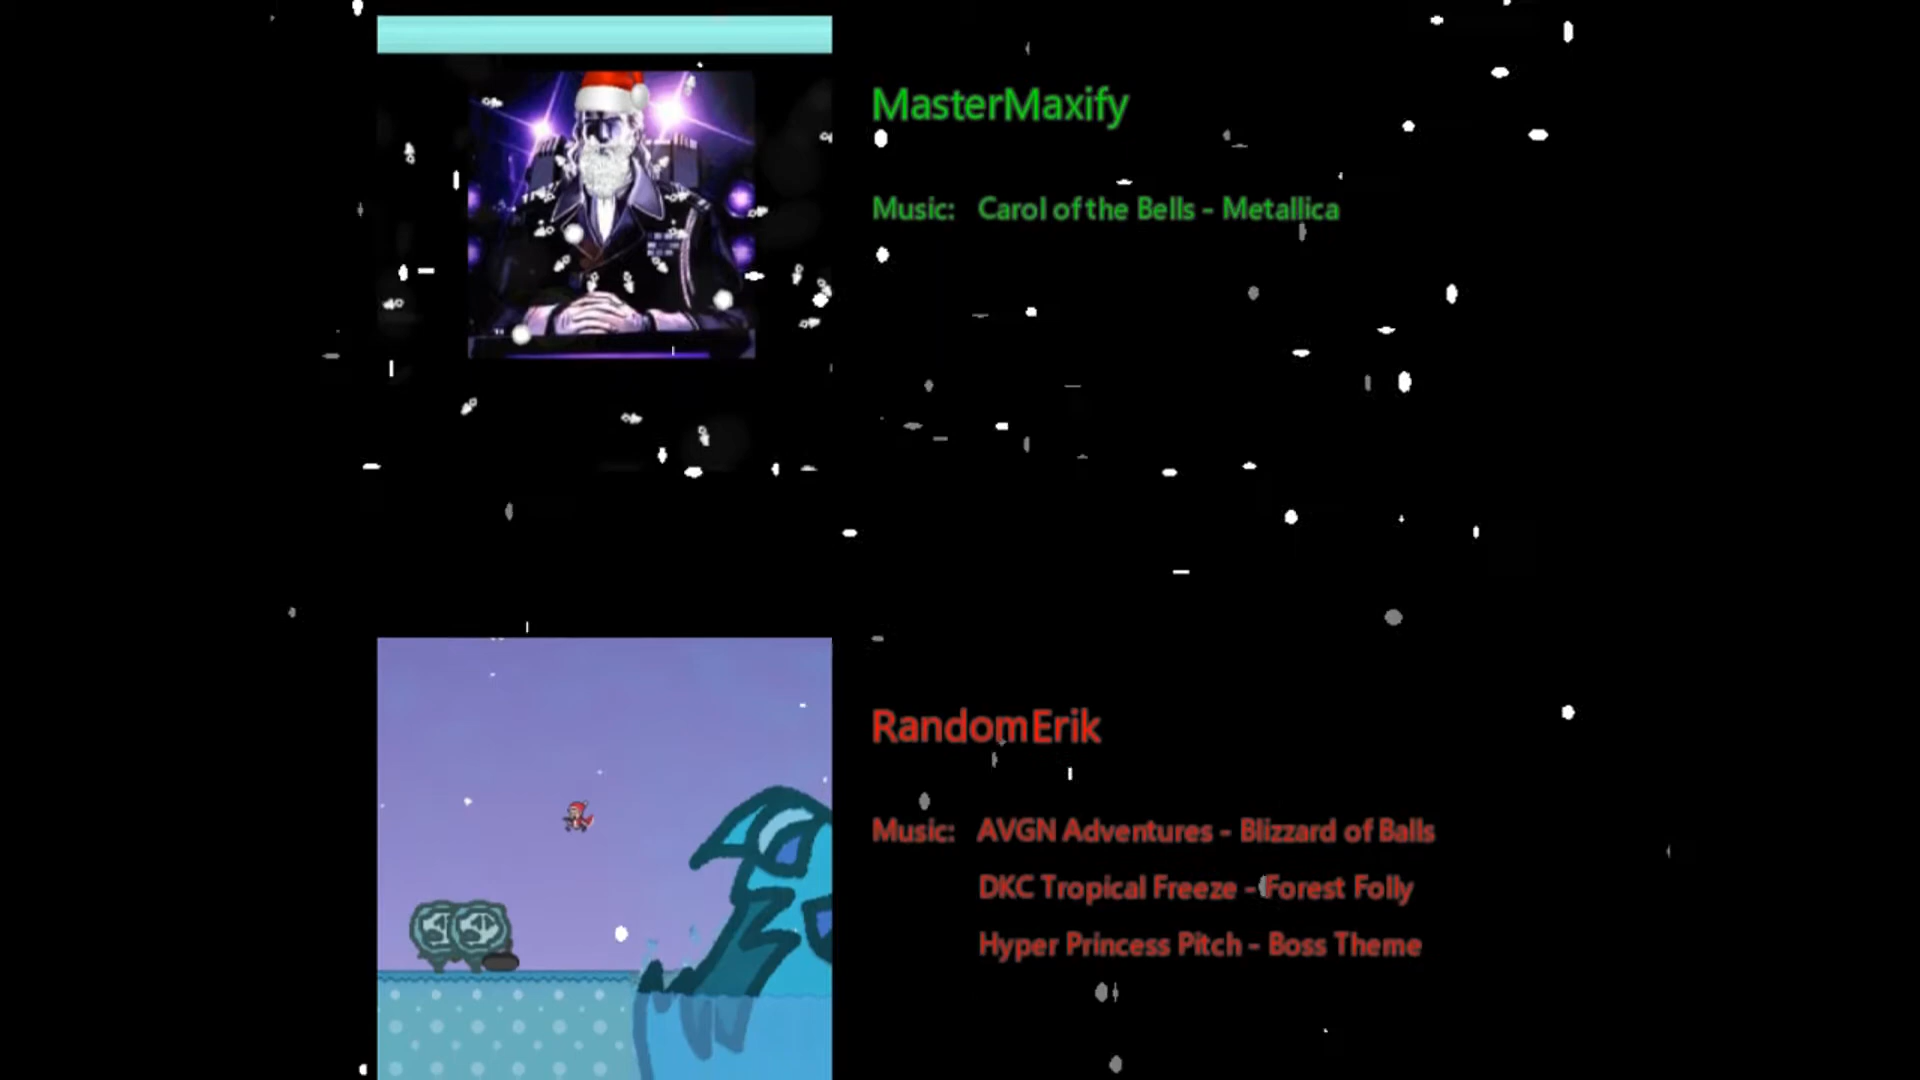 MasterMaxify
Music: Carol of the Bells - Metallica
RandomErik
Music: AVGN Adventures - Blizzard of Balls
DKC Tropical Freeze - Forest Folly
Hyper Princess Pitch - Boss Theme